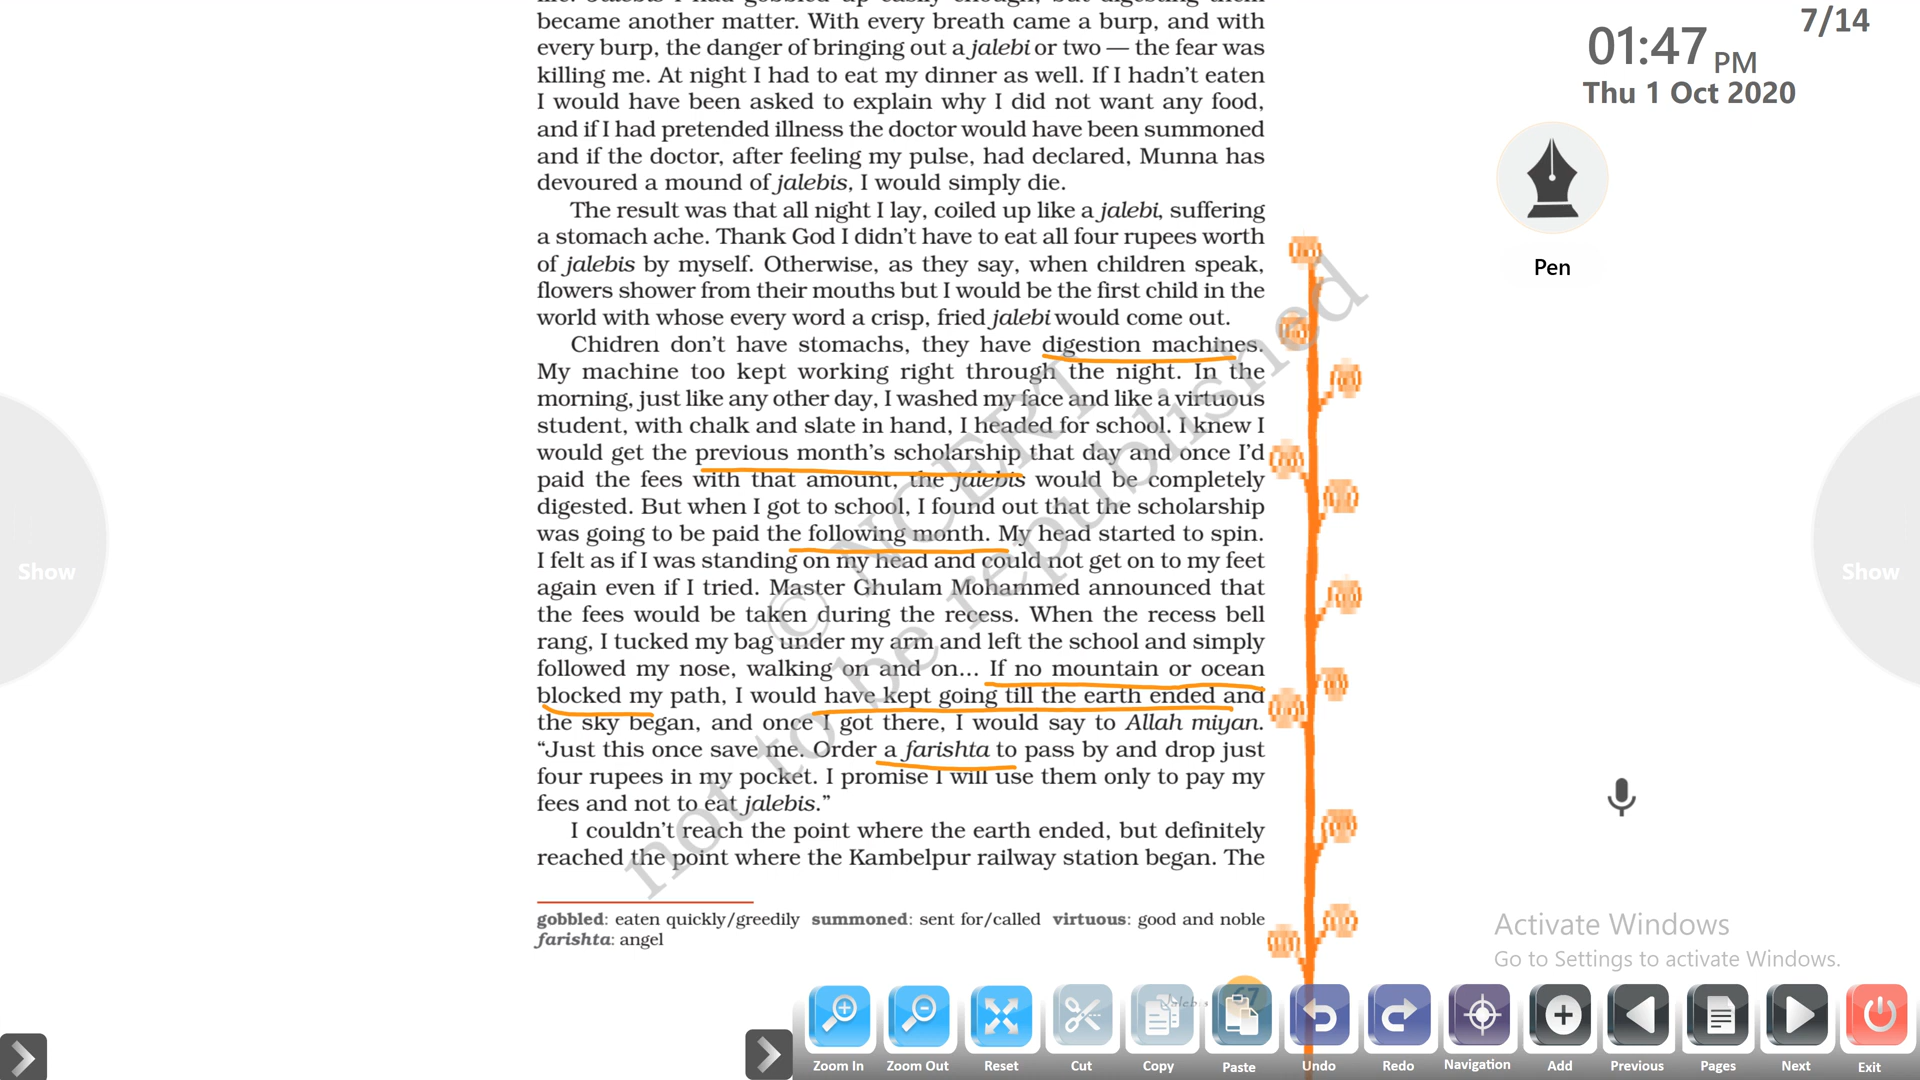 became another matter. With every breath came a burp, and with
every burp, the danger of bringing out a jalebi or two — the fear was
killing me. At night I had to eat my dinner as well. If I hadn't eaten
I would have been asked to explain why I did not want any food,
and if I had pretended illness the doctor would have been summoned
and if the doctor, after feeling my pulse, had declared, Munna has
devoured a mound of jalebis, I would simply die.
The result was that all night I lay, coiled up like a jalebi, suffering
a stomach ache. Thank God I didn't have to eat all four rupees worth
of jalebis by myself. Otherwise, as they say, when children speak,
flowers shower from their mouths but I would be the first child in the
world with whose every word a crisp, fried jalebi would come out.
Chidren don't have stomachs, they have digestion machines.
My machine too kept working right through the night. In the
morning, just like any other day, I washed my face and like a virtuous
student, with chalk and slate in hand, I headed for school. I knew I
would get the previous month's scholarship that day and once I'd
paid the fees with that amount, the jalebis would be completely
digested. But when I got to school, I found out that the scholarship
was going to be paid the following month. My head started to spin.
I felt as if I was standing on my head and could not get on to my feet
again even if I tried. Master Ghulam Mohammed announced that
the fees would be taken during the recess. When the recess bell
rang, I tucked my bag under my arm and left the school and simply
followed my nose, walking on and on... If no mountain or ocean
blocked my path, I would have kept going till the earth ended and
the sky began, and once I got there, I would say to Allah miyan.
“Just this once save me. Order a farishta to pass by and drop just
four rupees in my pocket. I promise I will use them only to pay my
fees and not to eat jalebis.”
I couldn't reach the point where the earth ended, but definitely
reached the point where the Kambelpur railway station began. The
gobbled: eaten quickly/greedily summoned: sent for/called virtuous: good and noble
farishta: angel
© NCERT
not to be republished
7/14
01:47 PM
Thu 1 Oct 2020
Pen
Show
Show
Activate Windows
Go to Settings to activate Windows.
Jalebis 67
Zoom In Zoom Out Reset Cut Copy Paste Undo Redo Navigation Add Previous Pages Next Exit